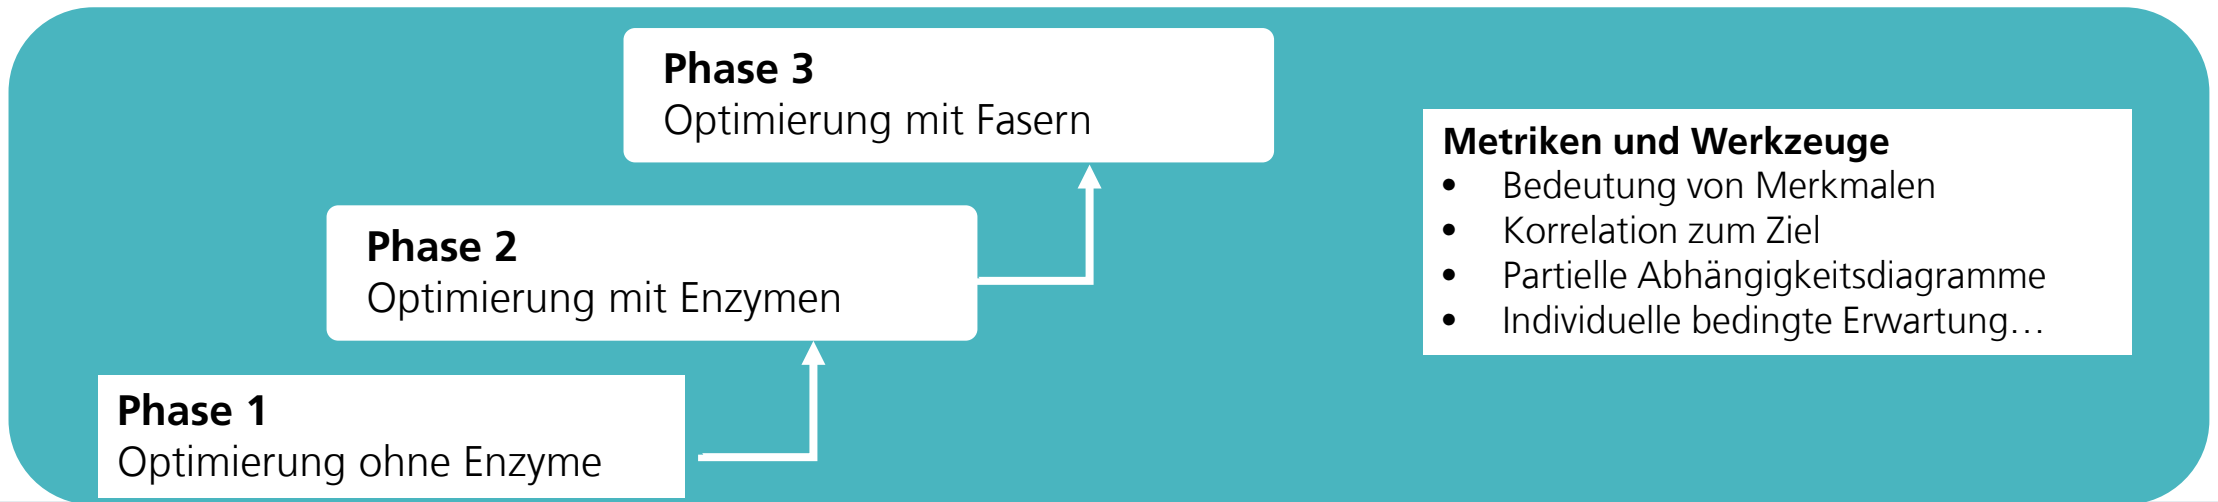 Phase 3
Optimierung mit Fasern
Phase 2
Optimierung mit Enzymen
Phase 1
Optimierung ohne Enzyme
Metriken und Werkzeuge
• Bedeutung von Merkmalen
• Korrelation zum Ziel
• Partielle Abhängigkeitsdiagramme
• Individuelle bedingte Erwartung…